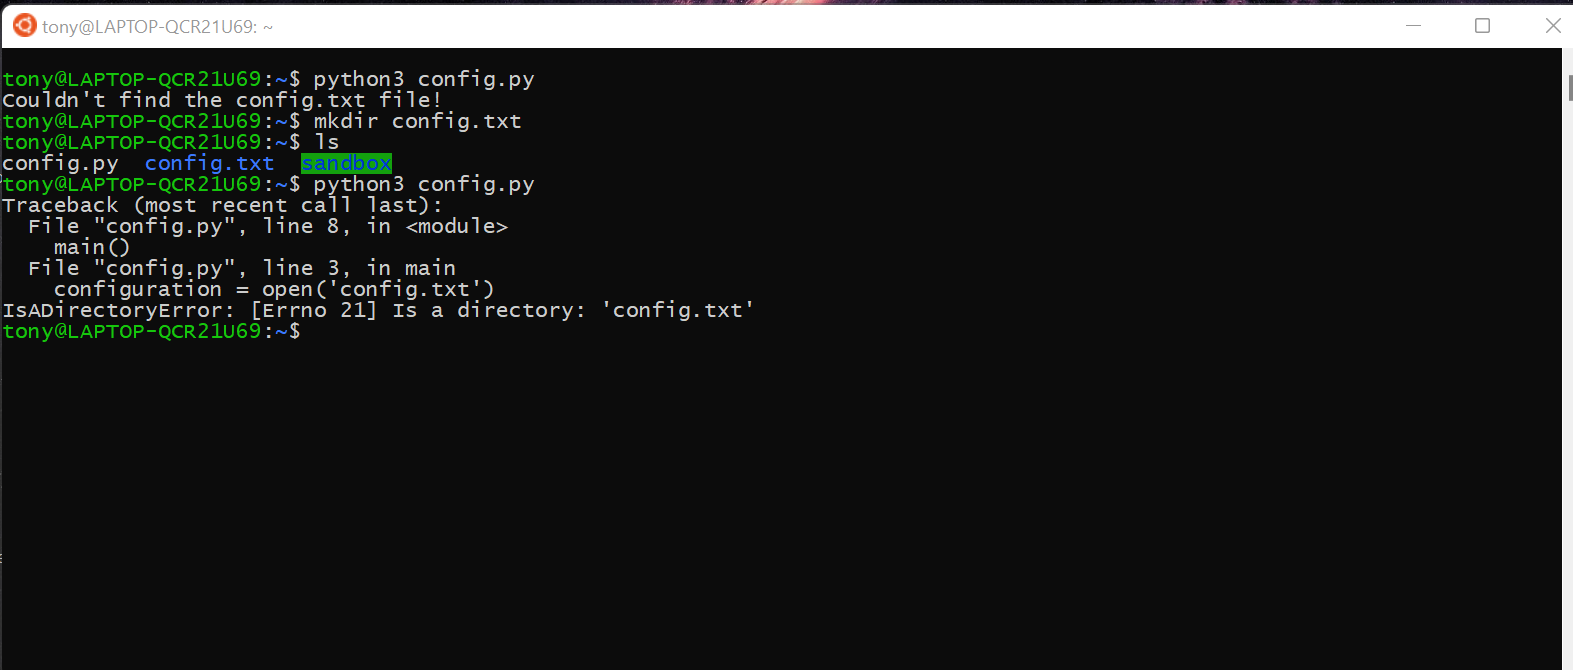 tony@LAPTOP-QCR21U69: ~
tony@LAPTOP-QCR21U69:~$ python3 config.py
Couldn't find the config.txt file!
tony@LAPTOP-QCR21U69:~$ mkdir config.txt
tony@LAPTOP-QCR21U69:~$ ls
config.py  config.txt  sandbox
tony@LAPTOP-QCR21U69:~$ python3 config.py
Traceback (most recent call last):
  File "config.py", line 8, in <module>
    main()
  File "config.py", line 3, in main
    configuration = open('config.txt')
IsADirectoryError: [Errno 21] Is a directory: 'config.txt'
tony@LAPTOP-QCR21U69:~$